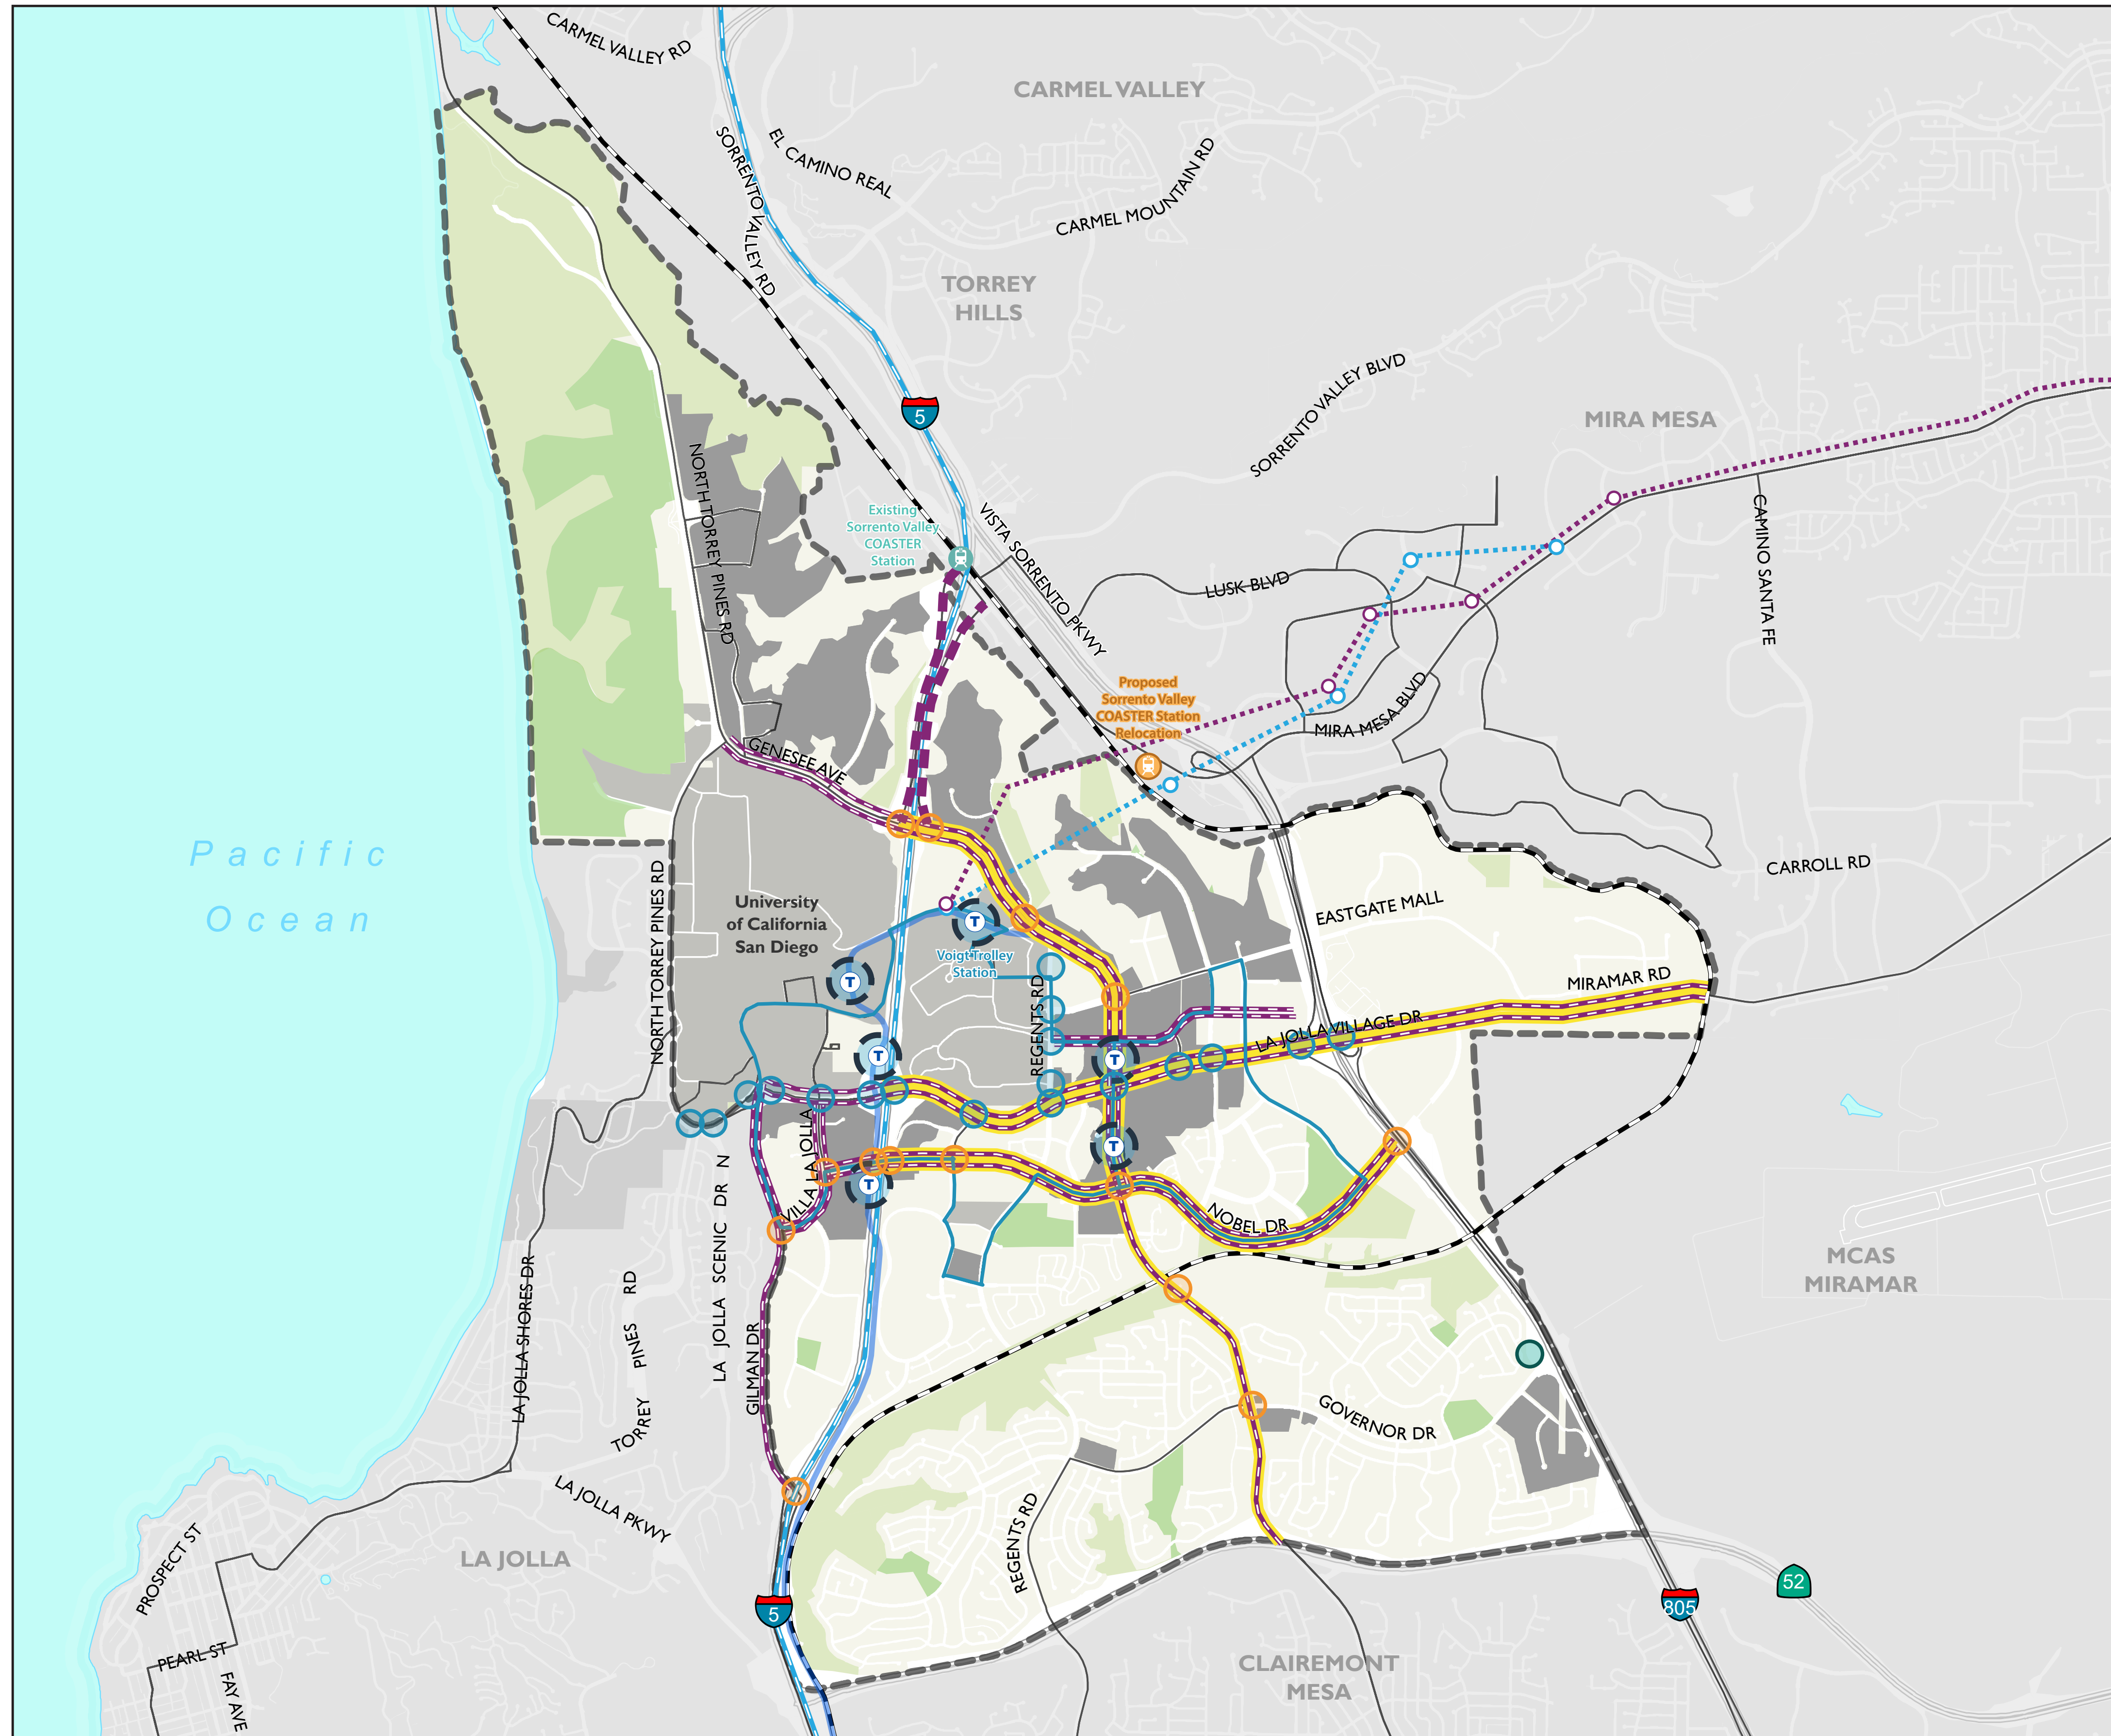 CARMEL VALLEY RD
CARMEL VALLEY
SORRENTO VALLEY RD
EL CAMINO REAL
CARMEL MOUNTAIN RD
TORREY
HILLS
5
SORRENTO VALLEY BLVD
MIRA MESA
NORTH TORREY PINES RD
Existing
Sorrento Valley
COASTER
Station
VISTA SORRENTO PKWY
LUSK BLVD
CAMINO SANTA FE
Proposed
Sorrento Valley
COASTER Station
Relocation
MIRA MESA BLVD
GENESEE AVE
Pacific
Ocean
NORTH TORREY PINES RD
University
of California
San Diego
T
Voigt Trolley
Station
T
REGENTS RD
EASTGATE MALL
CARROLL RD
MIRAMAR RD
LA JOLLA VILLAGE DR
T
T
T
T
VILLA LA JOLLA
LA JOLLA SCENIC DR N
NOBEL DR
MCAS
MIRAMAR
LA JOLLA SHORES DR
TORREY PINES RD
GILMAN DR
GOVERNOR DR
LA JOLLA PKWY
REGENTS RD
PROSPECT ST
LA JOLLA
PEARL ST
FAY AVE
5
52
805
CLAIREMONT
MESA